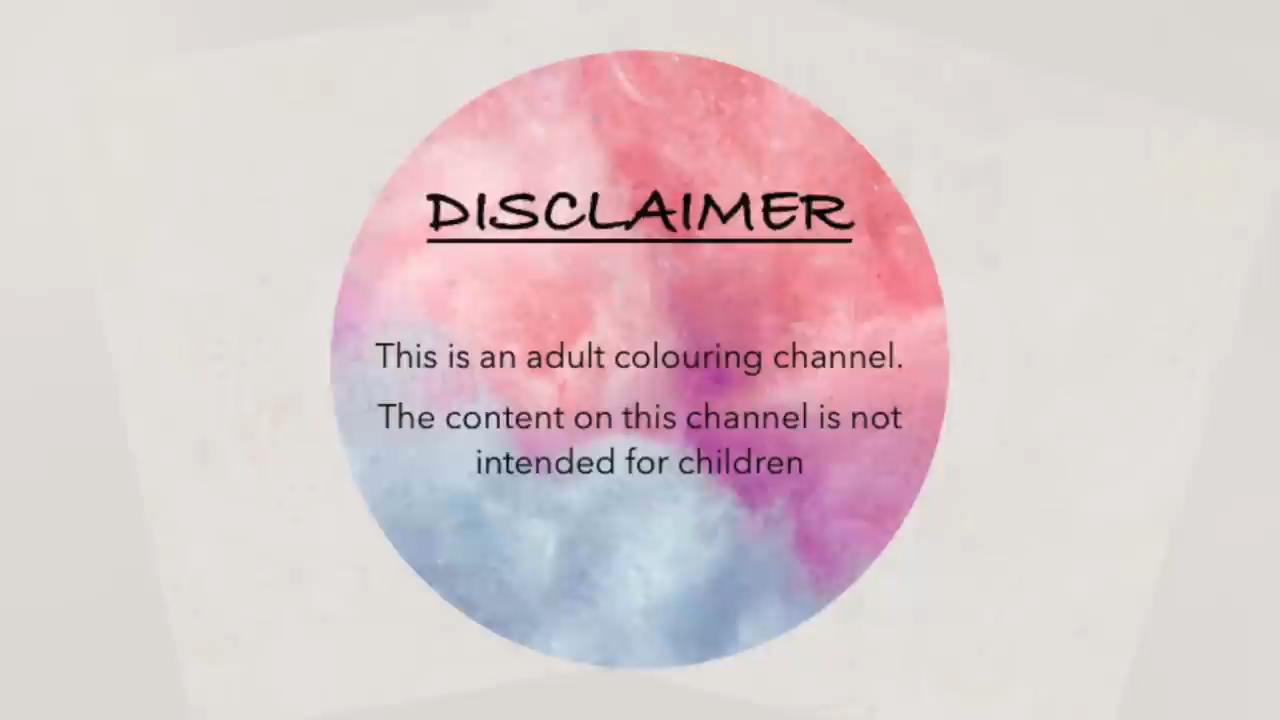 DISCLAIMER
This is an adult colouring channel.
The content on this channel is not
intended for children